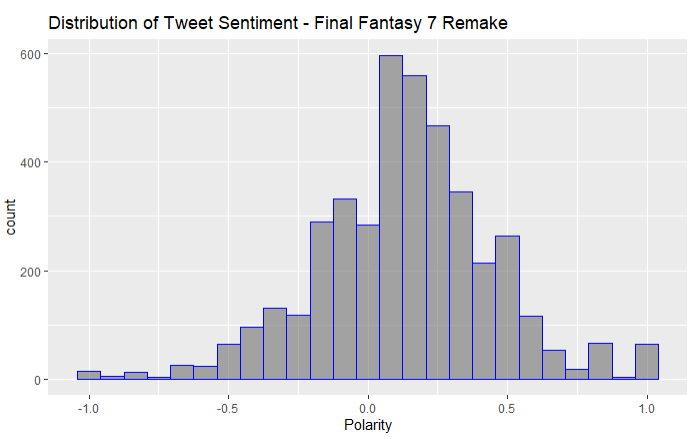 Distribution of Tweet Sentiment - Final Fantasy 7 Remake
600
400
200
0
count
-1.0 -0.5 0.0 0.5 1.0
Polarity